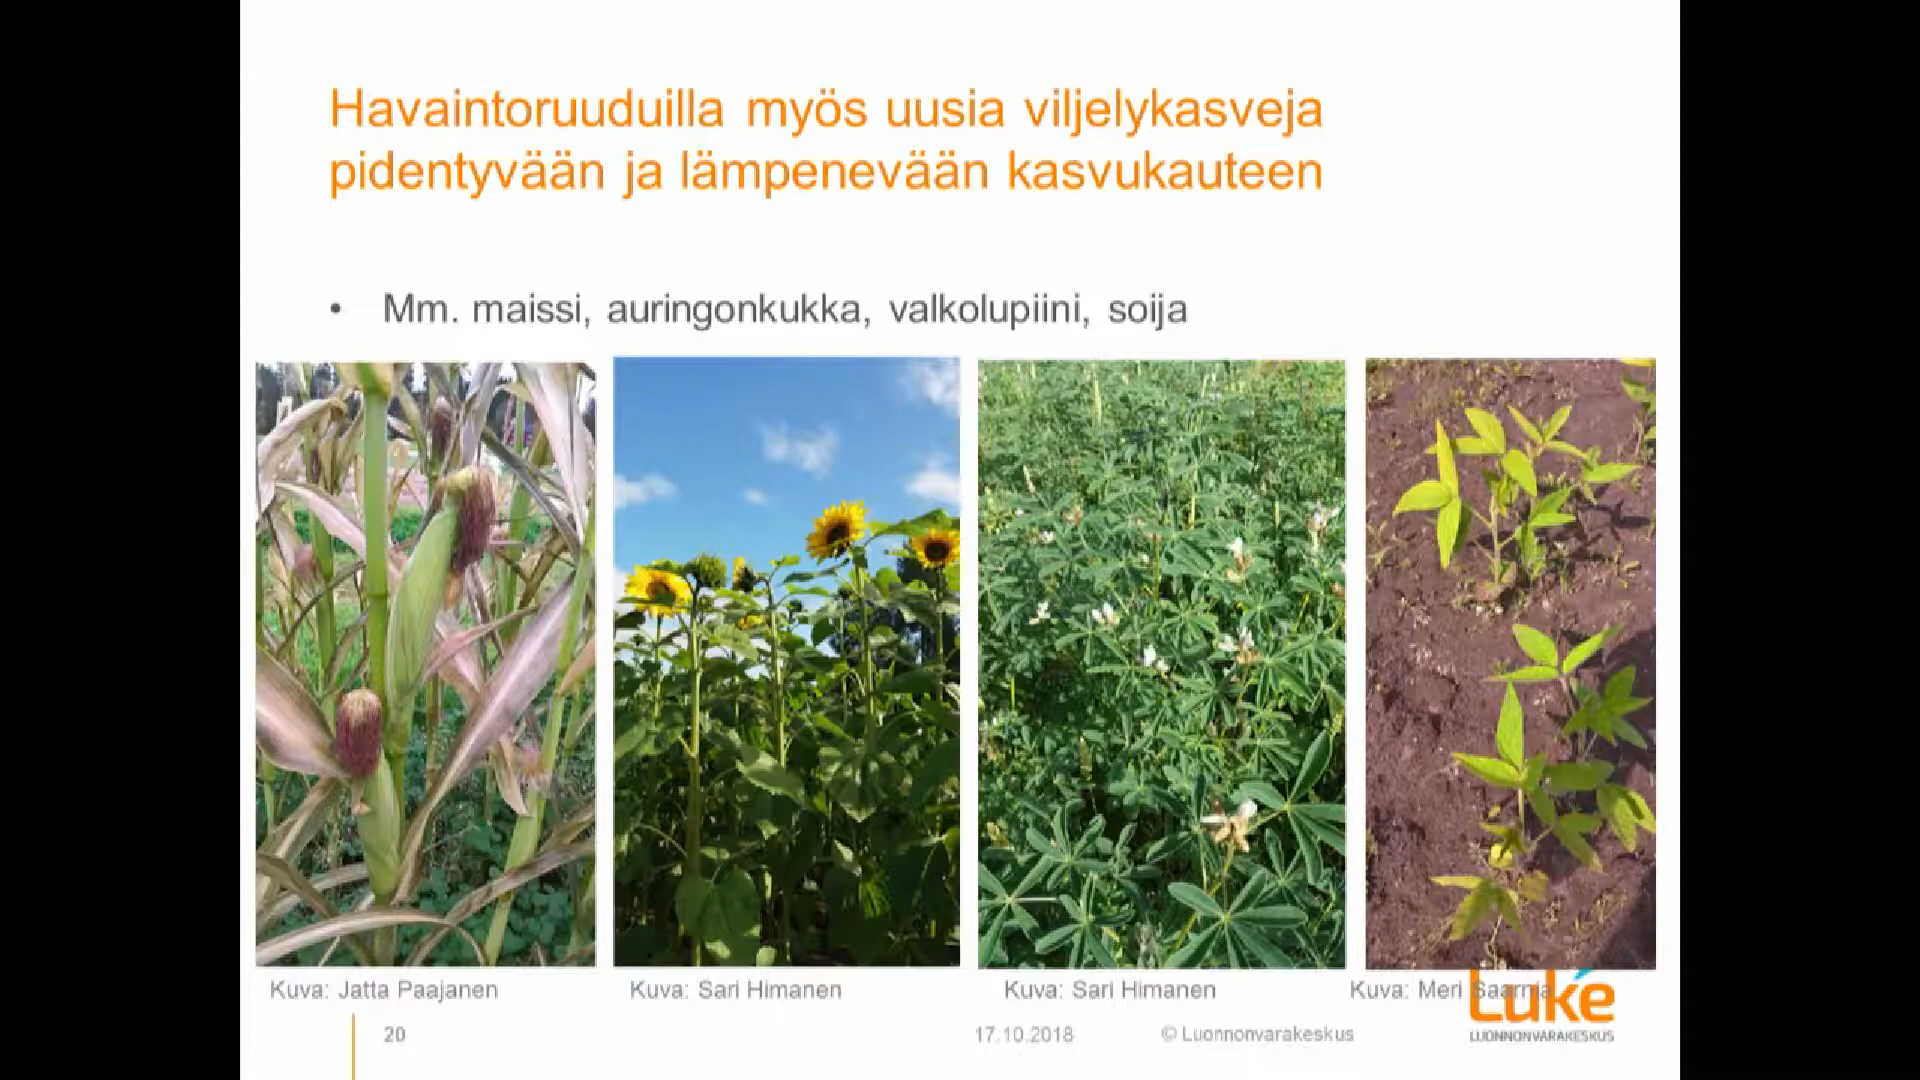 Havaintoruuduilla myös uusia viljelykasveja
pidentyvään ja lämpenevään kasvukauteen
• Mm. maissi, auringonkukka, valkolupiini, soija
Kuva: Jatta Paajanen
Kuva: Sari Himanen
Kuva: Sari Himanen
Kuva: Meri Saarnia
20
17.10.2018
© Luonnonvarakeskus
Luke
LUONNONVARAKESKUS